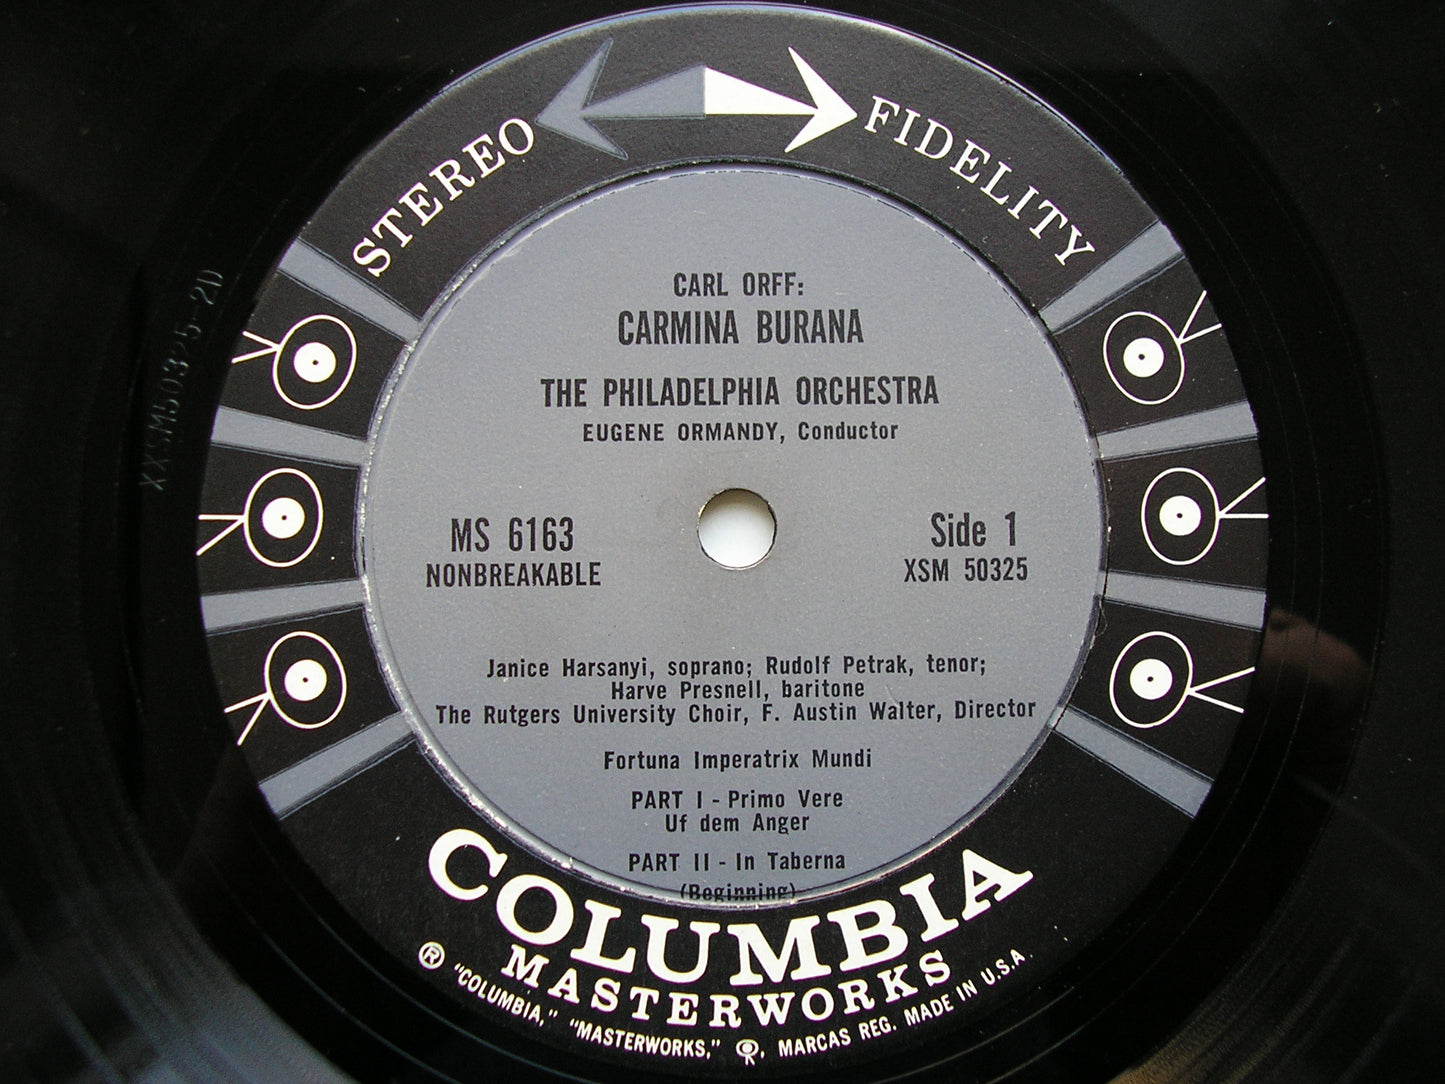 STEREO FIDELITY
CARL ORFF:
CARMINA BURANA
THE PHILADELPHIA ORCHESTRA
EUGENE ORMANDY, Conductor
MS 6163
NONBREAKABLE
Side 1
XSM 50325
Janice Harsanyi, soprano; Rudolf Petrak, tenor;
Harve Presnell, baritone
The Rutgers University Choir, F. Austin Walter, Director
Fortuna Imperatrix Mundi
PART I - Primo Vere
Uf dem Anger
PART II - In Taberna
(Beginning)
COLUMBIA
MASTERWORKS
® "COLUMBIA," "MASTERWORKS," , MARCAS REG. MADE IN U.S.A.